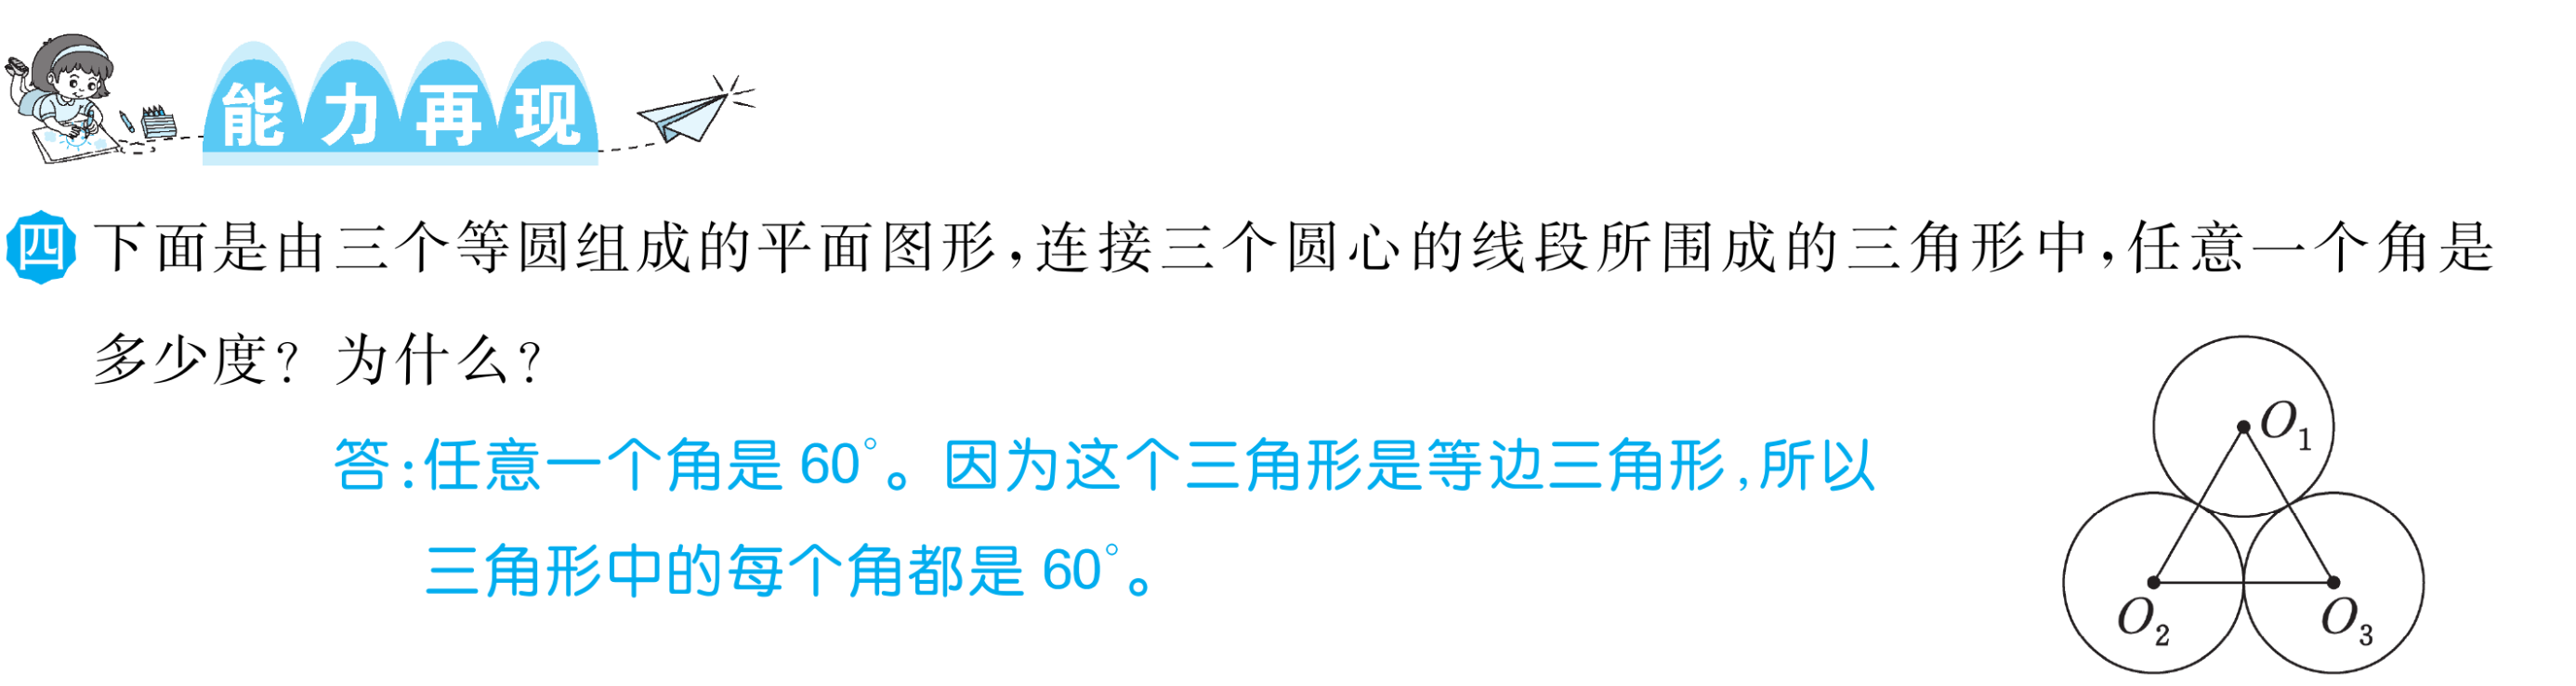 能力再现
四 下面是由三个等圆组成的平面图形，连接三个圆心的线段所围成的三角形中，任意一个角是
多少度？为什么？
O₁
答：任意一个角是 60°。因为这个三角形是等边三角形，所以
三角形中的每个角都是 60°。
O₂ O₃